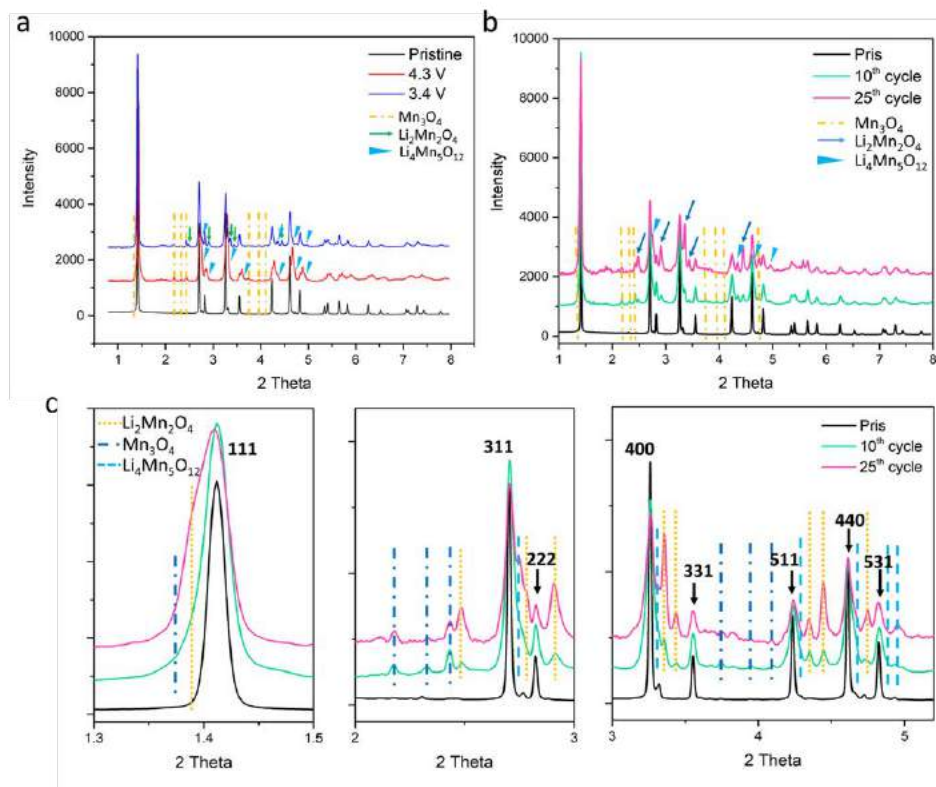 a
10000
8000
6000
4000
2000
0
Intensity
1 2 3 4 5 6 7 8
2 Theta
Pristine
4.3 V
3.4 V
Mn₃O₄
Li₂Mn₂O₄
Li₄Mn₅O₁₂
b
10000
8000
6000
4000
2000
0
Intensity
1 2 3 4 5 6 7 8
2 Theta
Pris
10th cycle
25th cycle
Mn₃O₄
Li₂Mn₂O₄
Li₄Mn₅O₁₂
c
Li₂Mn₂O₄
Mn₃O₄
Li₄Mn₅O₁₂
111
1.3 1.4 1.5
2 Theta
311
222
2 3
2 Theta
Pris
10th cycle
25th cycle
400
331
511
440
531
3 4 5
2 Theta